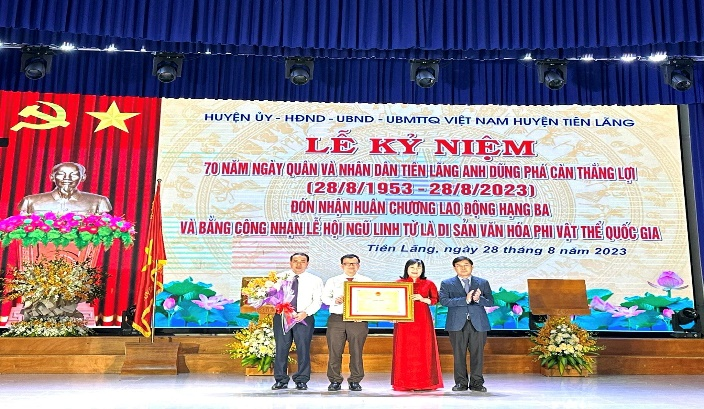 HUYỆN ỦY - HĐND - UBND - UBMTTQ VIỆT NAM HUYỆN TIÊN LÃNG
LỄ KỶ NIỆM
70 NĂM NGÀY QUÂN VÀ NHÂN DÂN TIÊN LÃNG ANH DŨNG PHÁ CÀN THẮNG LỢI
(28/8/1953 - 28/8/2023)
ĐÓN NHẬN HUÂN CHƯƠNG LAO ĐỘNG HẠNG BA
VÀ BẰNG CÔNG NHẬN LỄ HỘI NGŨ LINH TỪ LÀ DI SẢN VĂN HÓA PHI VẬT THỂ QUỐC GIA
Tiên Lãng, ngày 28 tháng 8 năm 2023